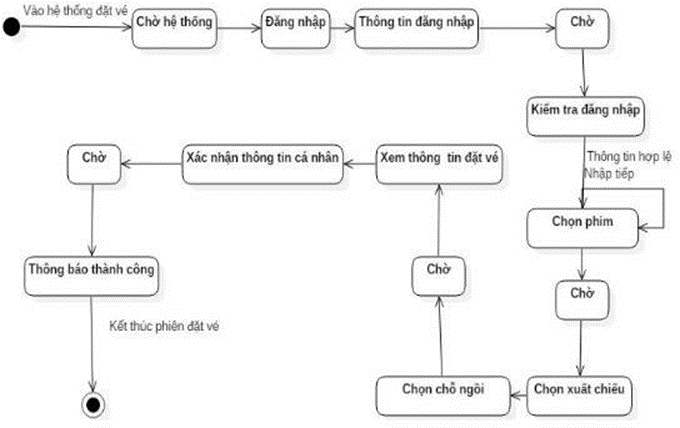 Vào hệ thống đặt vé
Chờ hệ thống
Đăng nhập
Thông tin đăng nhập
Chờ
Kiểm tra đăng nhập
Thông tin hợp lê
Nhập tiếp
Chọn phim
Chờ
Chọn xuất chiếu
Chọn chỗ ngồi
Chờ
Xem thông tin đặt vé
Xác nhận thông tin cá nhân
Chờ
Thông báo thành công
Kết thúc phiên đặt vé